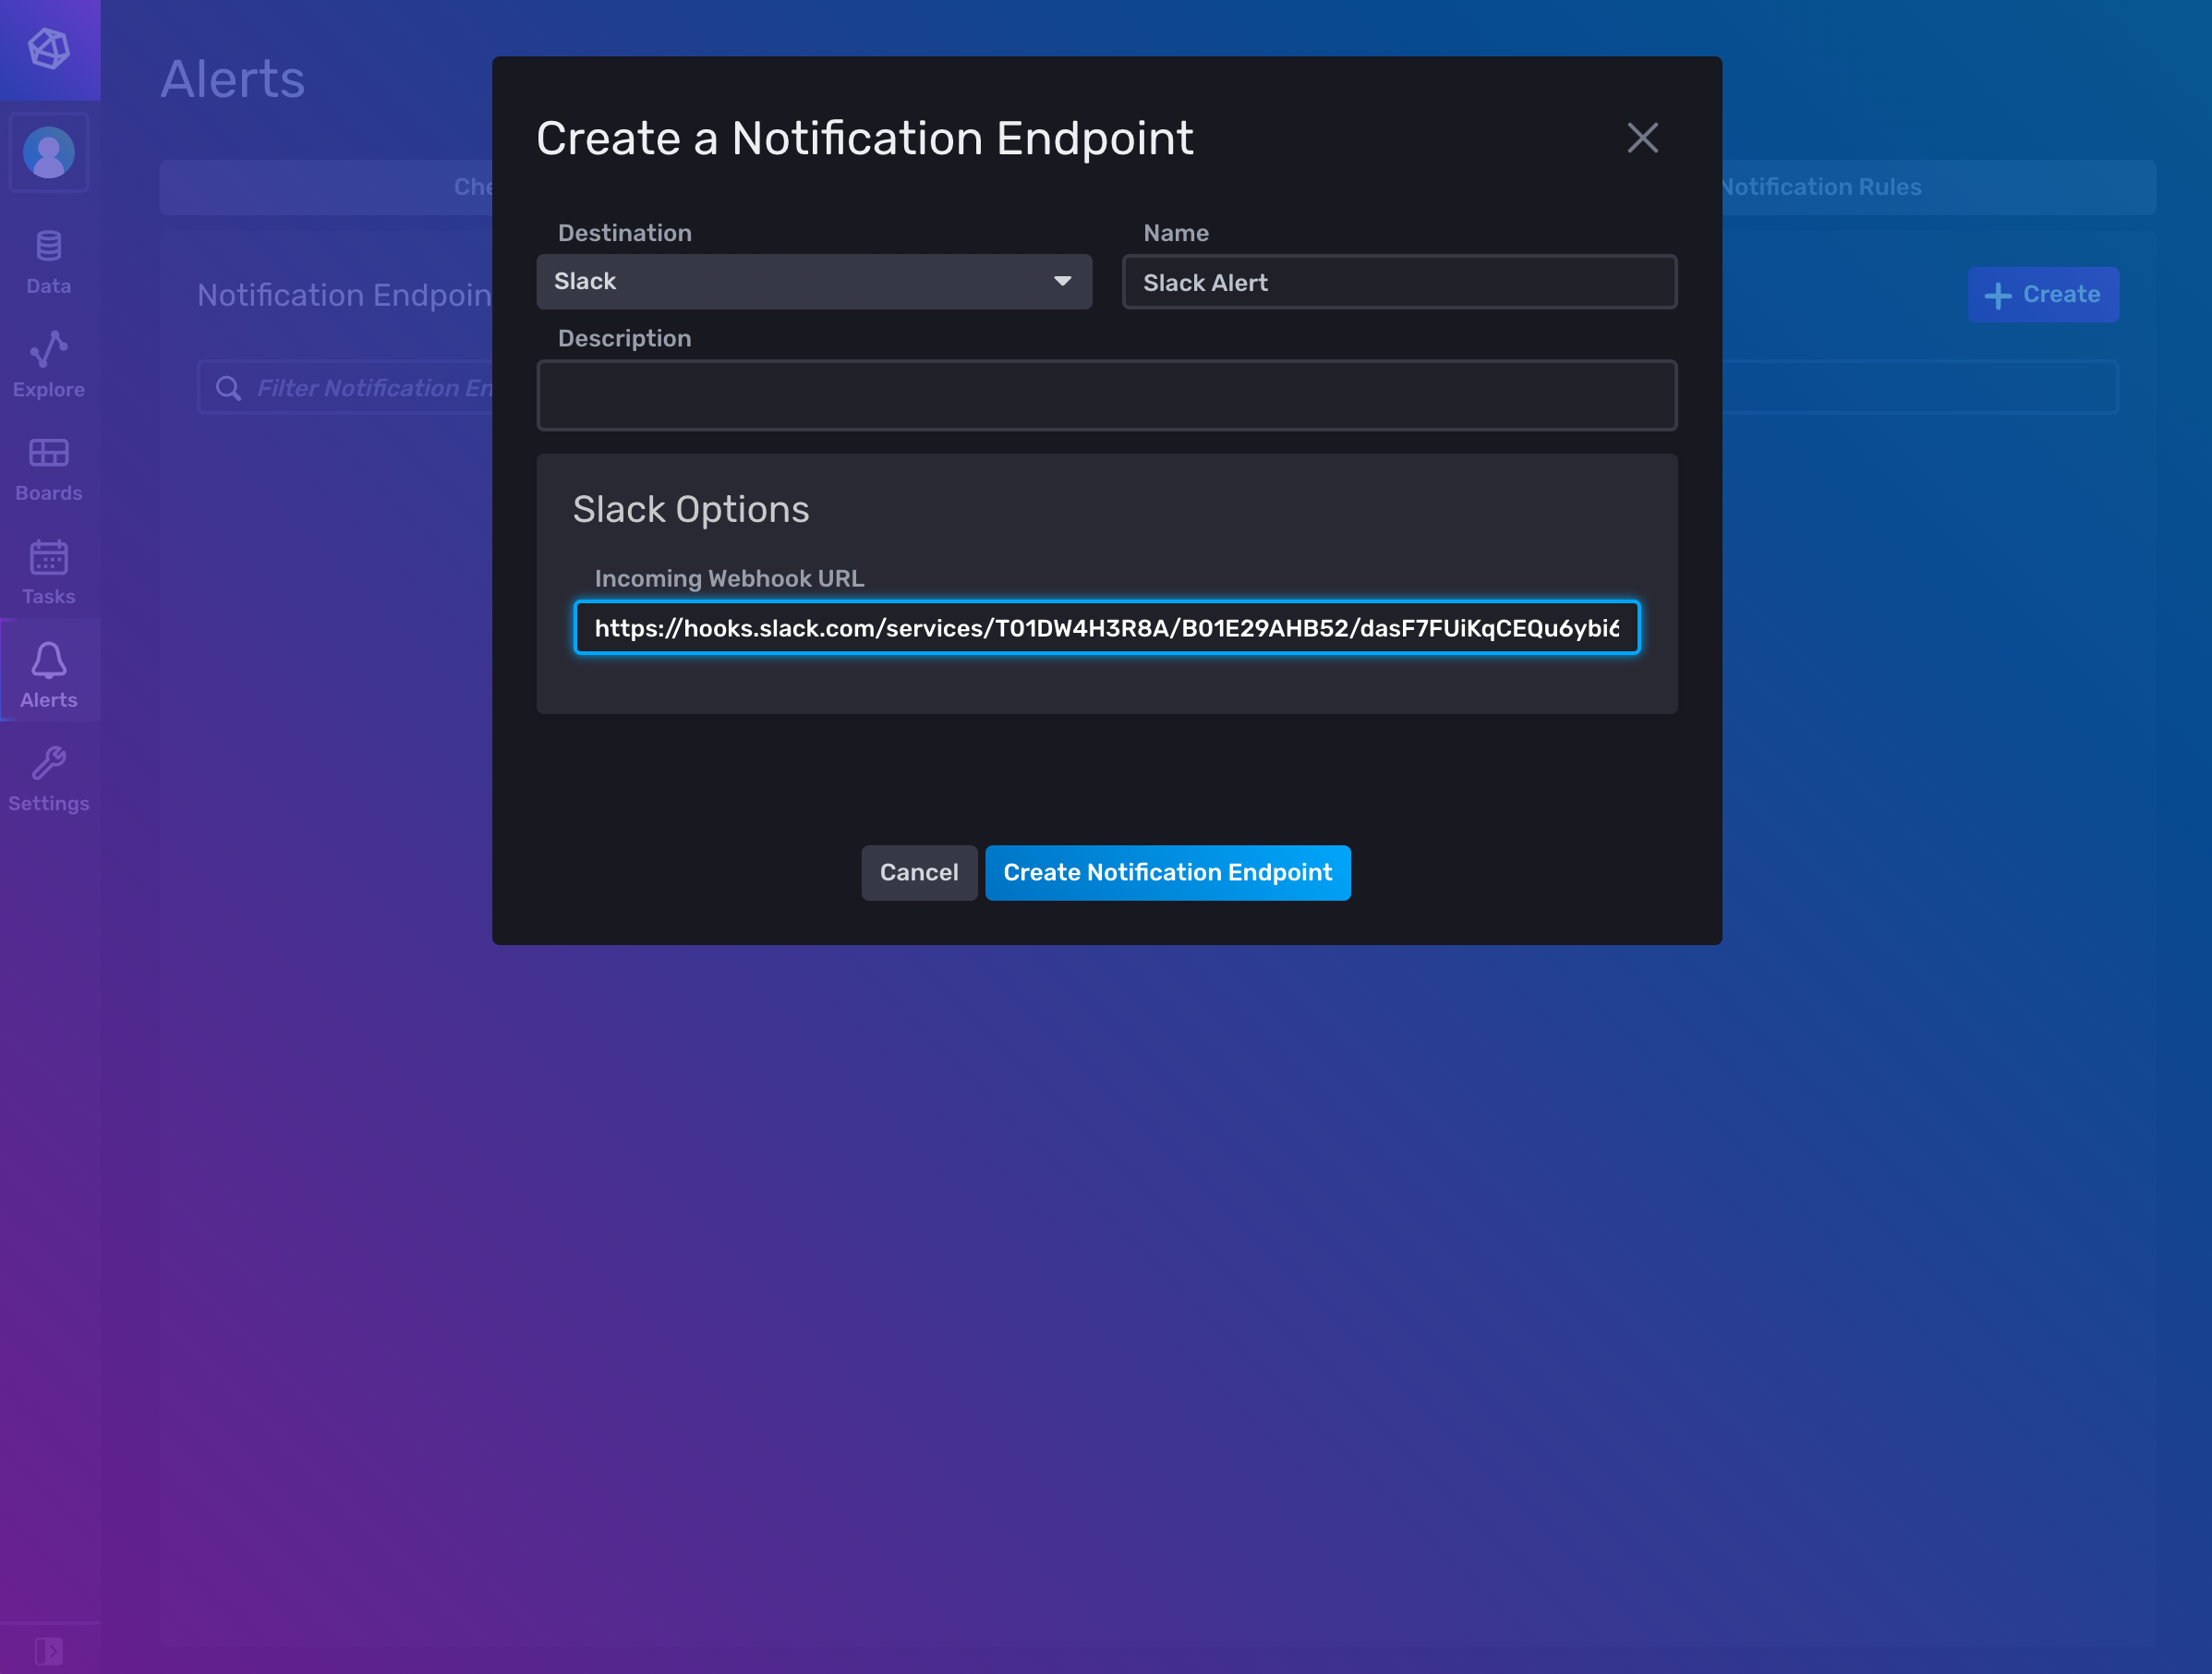 Alerts
Che
Notification Rules
Data
Explore
Boards
Tasks
Alerts
Settings
Notification Endpoin
Create
Filter Notification En
Create a Notification Endpoint
Destination
Name
Slack
Slack Alert
Description
Slack Options
Incoming Webhook URL
https://hooks.slack.com/services/T01DW4H3R8A/B01E29AHB52/dasF7FUiKqCEQu6ybi6
Cancel
Create Notification Endpoint